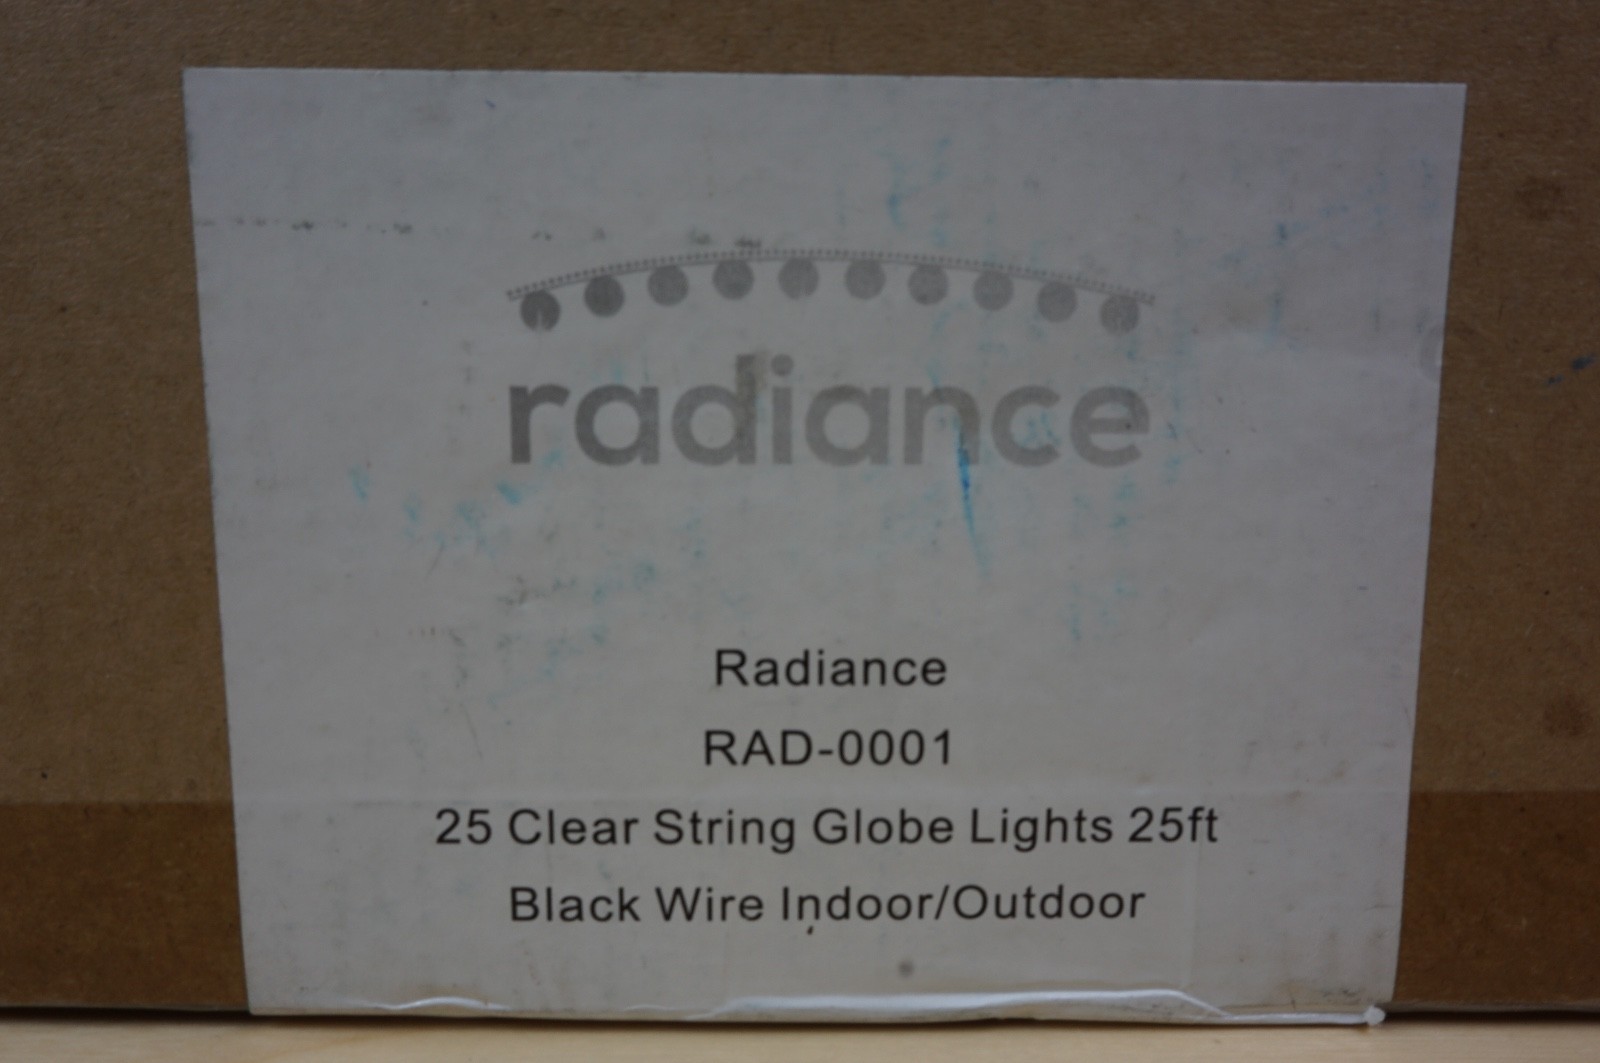 radiance
Radiance
RAD-0001
25 Clear String Globe Lights 25ft
Black Wire Indoor/Outdoor